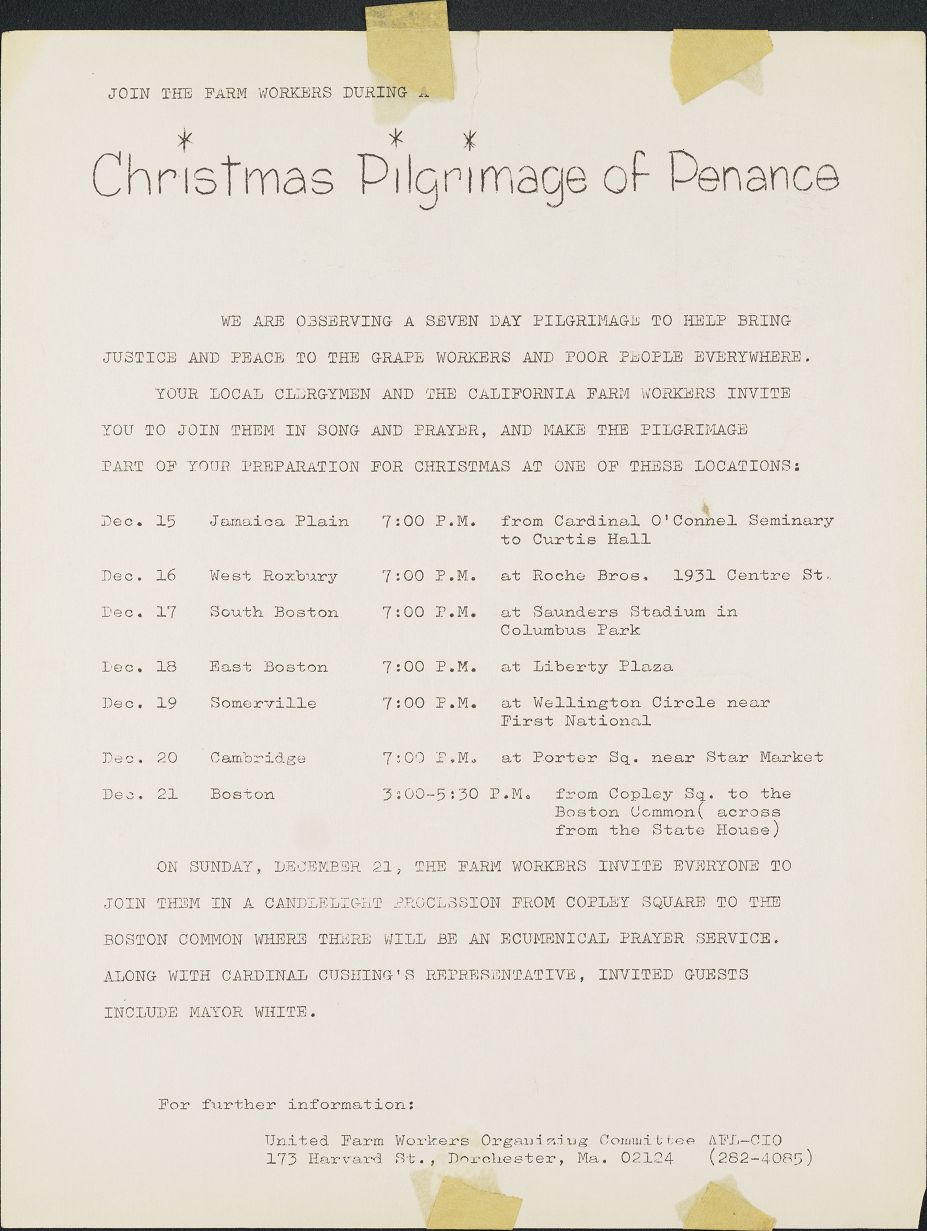 JOIN THE FARM WORKERS DURING A
Christmas Pilgrimage of Penance
WE ARE OBSERVING A SEVEN DAY PILGRIMAGE TO HELP BRING
JUSTICE AND PEACE TO THE GRAPE WORKERS AND POOR PEOPLE EVERYWHERE.
YOUR LOCAL CLERGYMEN AND THE CALIFORNIA FARM WORKERS INVITE
YOU TO JOIN THEM IN SONG AND PRAYER, AND MAKE THE PILGRIMAGE
PART OF YOUR PREPARATION FOR CHRISTMAS AT ONE OF THESE LOCATIONS:
Dec. 15 Jamaica Plain 7:00 P.M. from Cardinal O'Connel Seminary
to Curtis Hall
Dec. 16 West Roxbury 7:00 P.M. at Roche Bros. 1931 Centre St.
Dec. 17 South Boston 7:00 P.M. at Saunders Stadium in
Columbus Park
Dec. 18 East Boston 7:00 P.M. at Liberty Plaza
Dec. 19 Somerville 7:00 P.M. at Wellington Circle near
First National
Dec. 20 Cambridge 7:00 P.M. at Porter Sq. near Star Market
Dec. 21 Boston 3:00-5:30 P.M. from Copley Sq. to the
Boston Common( across
from the State House)
ON SUNDAY, DECEMBER 21, THE FARM WORKERS INVITE EVERYONE TO
JOIN THEM IN A CANDLELIGHT PROCESSION FROM COPLEY SQUARE TO THE
BOSTON COMMON WHERE THERE WILL BE AN ECUMENICAL PRAYER SERVICE.
ALONG WITH CARDINAL CUSHING'S REPRESENTATIVE, INVITED GUESTS
INCLUDE MAYOR WHITE.
For further information:
United Farm Workers Organizing Committee AFL-CIO
173 Harvard St., Dorchester, Ma. 02124 (282-4085)